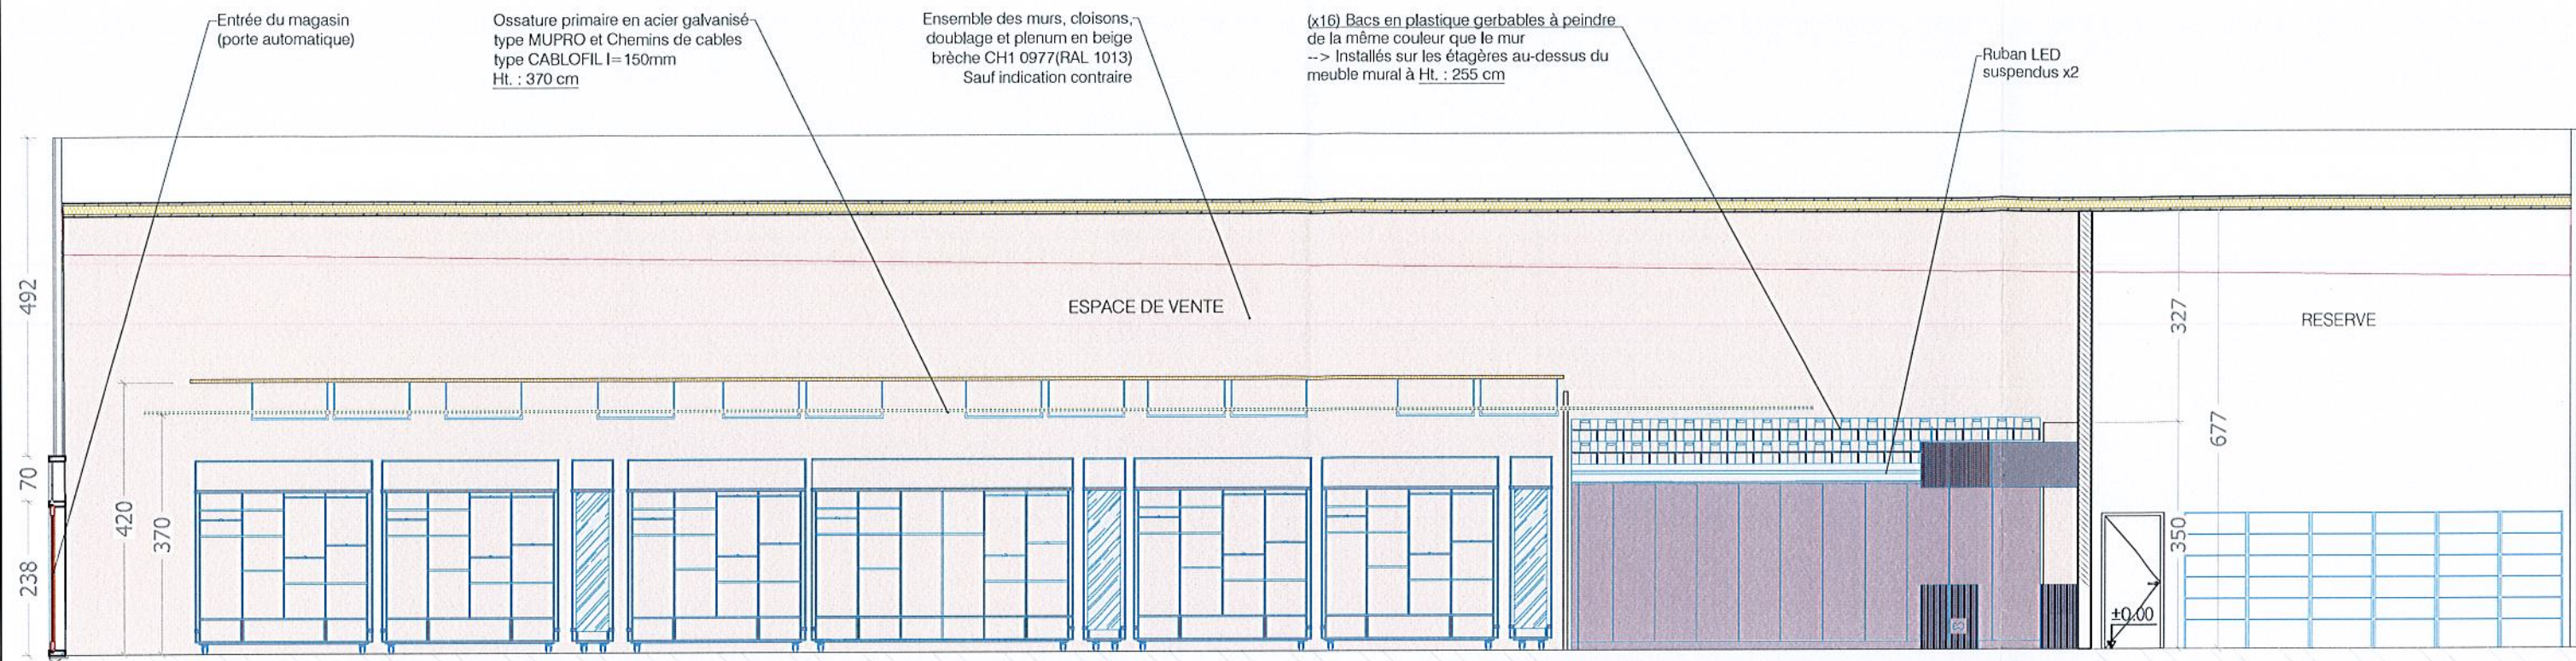 Entrée du magasin
(porte automatique)
Ossature primaire en acier galvanisé
type MUPRO et Chemins de cables
type CABLOFIL l=150mm
Ht. : 370 cm
Ensemble des murs, cloisons,
doublage et plenum en beige
brèche CH1 0977(RAL 1013)
Sauf indication contraire
(x16) Bacs en plastique gerbables à peindre
de la même couleur que le mur
--> Installés sur les étagères au-dessus du
meuble mural à Ht. : 255 cm
Ruban LED
suspendus x2
492
70
238
420
370
ESPACE DE VENTE
327
677
350
RESERVE
±0.00